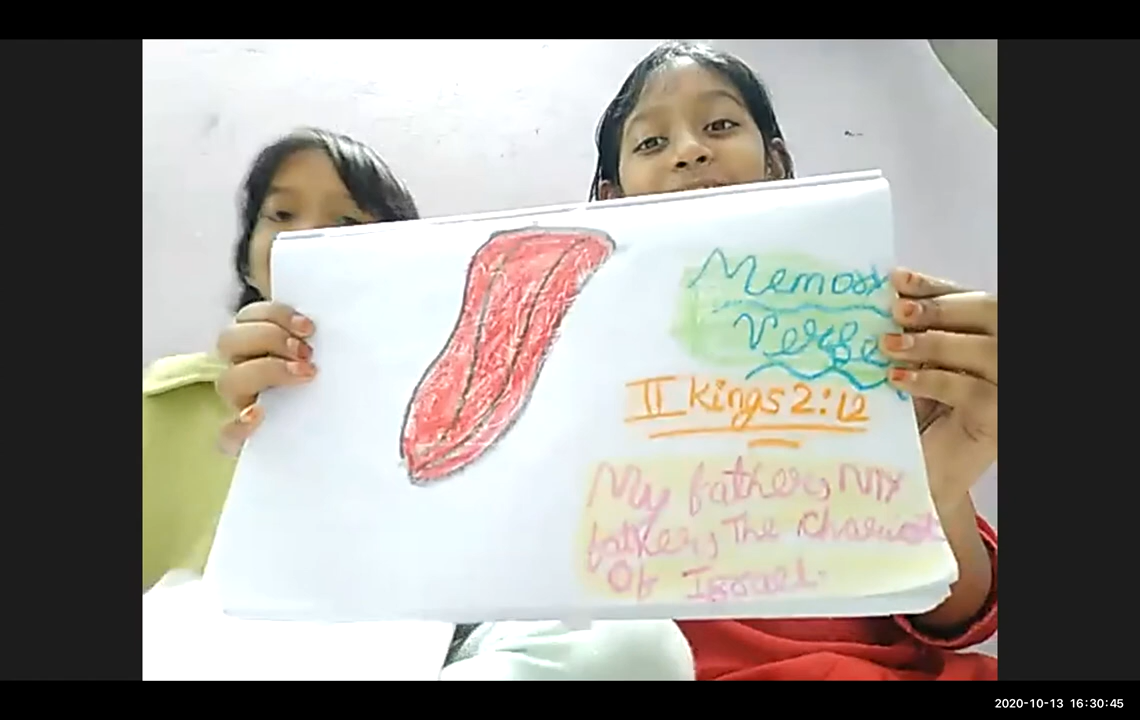 Memory
Verse
II Kings 2:12
My father, My
father, The Chariot
Of Israel.
2020-10-13 16:30:45